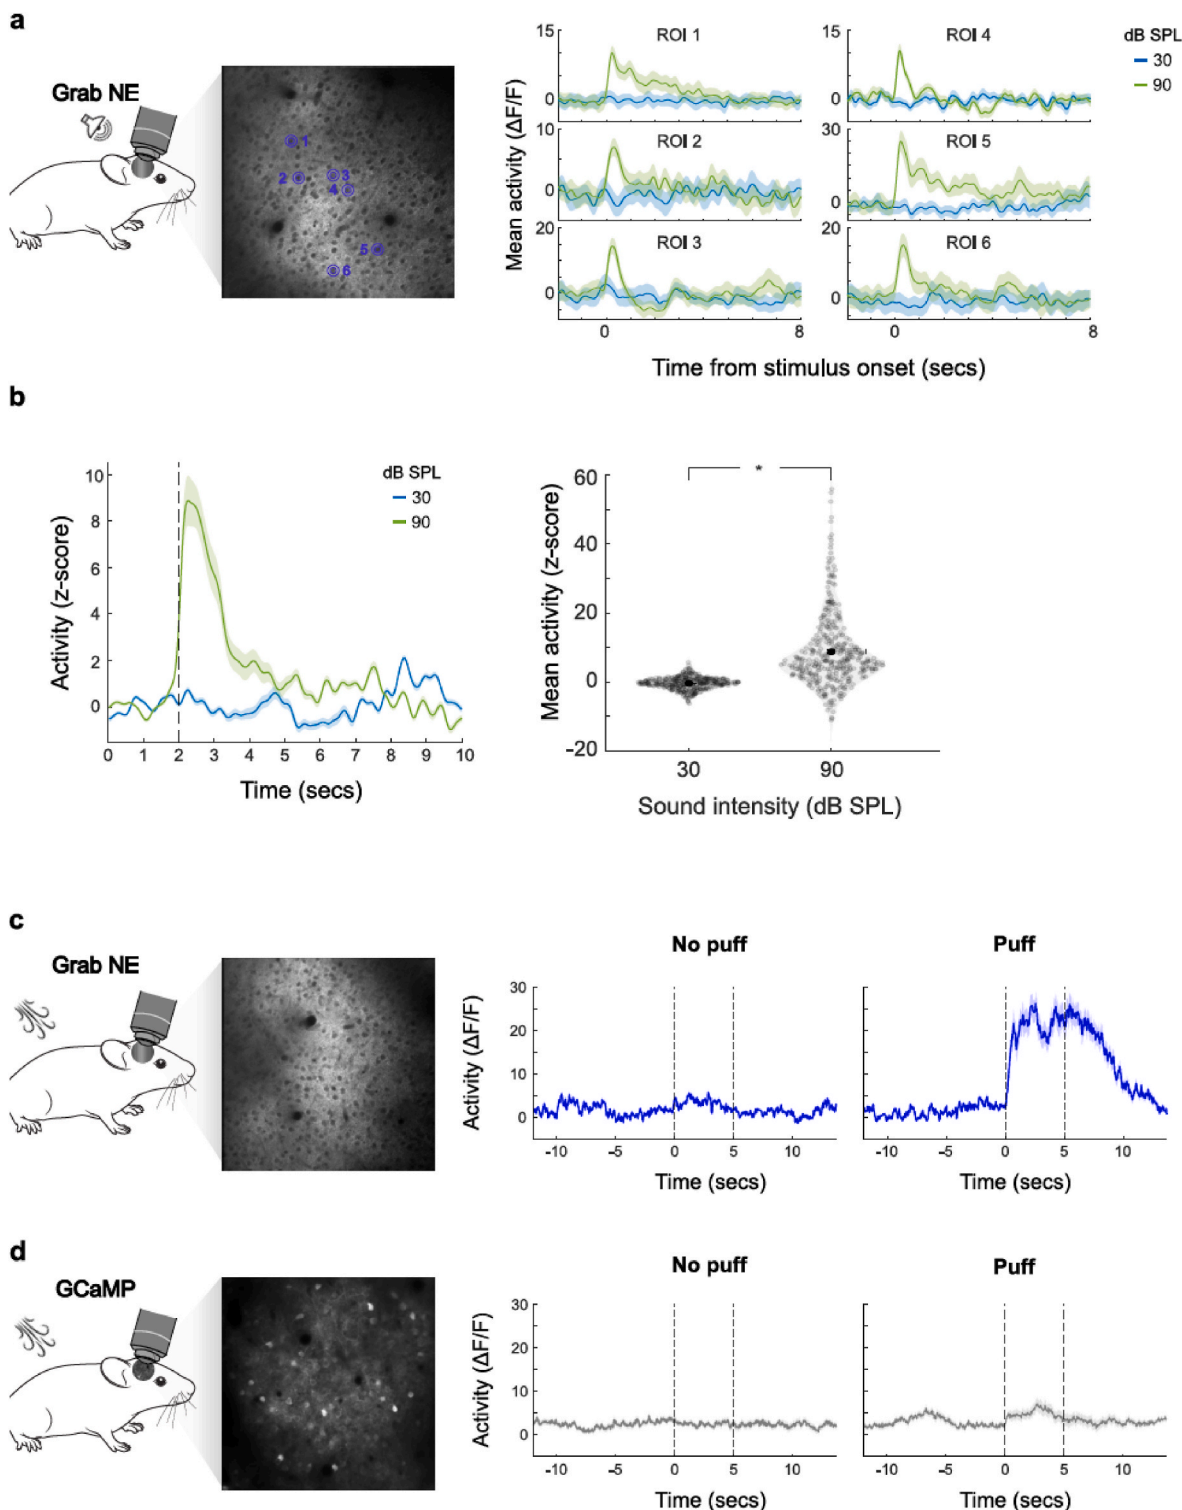 a
Grab NE
1
2
3
4
5
6
Mean activity (ΔF/F)
15
0
ROI 1
ROI 4
dB SPL
30
90
10
0
ROI 2
30
0
ROI 5
20
0
ROI 3
20
0
ROI 6
0 8
0 8
Time from stimulus onset (secs)
b
Activity (z-score)
10
8
6
4
2
0
dB SPL
30
90
0 1 2 3 4 5 6 7 8 9 10
Time (secs)
Mean activity (z-score)
60
40
20
0
-20
*
30 90
Sound intensity (dB SPL)
c
Grab NE
No puff
Puff
Activity (ΔF/F)
30
20
10
0
-10 -5 0 5 10
Time (secs)
-10 -5 0 5 10
Time (secs)
d
GCaMP
No puff
Puff
Activity (ΔF/F)
30
20
10
0
-10 -5 0 5 10
Time (secs)
-10 -5 0 5 10
Time (secs)